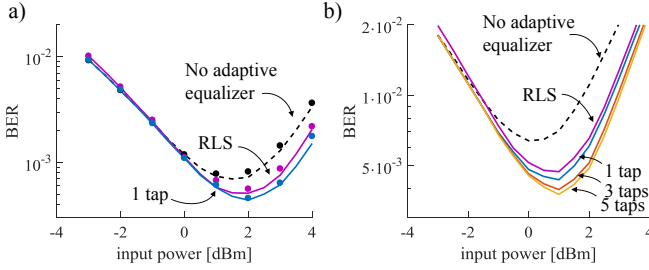 a)
BER
10^-2
10^-3
No adaptive
equalizer
RLS
1 tap
-4 -2 0 2 4
input power [dBm]
b)
BER
2·10^-2
1·10^-2
5·10^-3
No adaptive
equalizer
RLS
1 tap
3 taps
5 taps
-4 -2 0 2 4
input power [dBm]